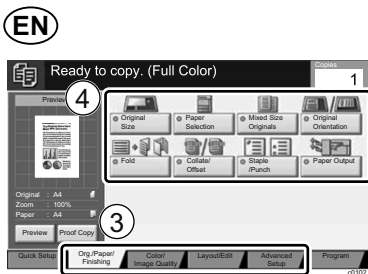 EN
Ready to copy. (Full Color)
Copies
1
Preview
4
Original
Size
Paper
Selection
Mixed Size
Originals
Original
Orientation
Fold
Collate/
Offset
Staple
/Punch
Paper Output
Original : A4
Zoom : 100%
Paper : A4
Preview
Proof Copy
3
Quick Setup
Org./Paper/
Finishing
Color/
Image Quality
Layout/Edit
Advanced
Setup
Program
c0102